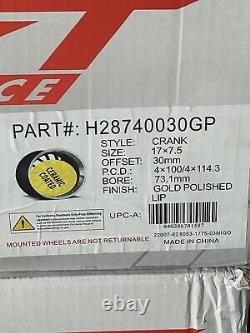 T
CE
PART#: H28740030GP
STYLE: CRANK
SIZE: 17×7.5
OFFSET: 30mm
P.C.D.: 4×100/4×114.3
BORE: 73.1mm
FINISH: GOLD POLISHED
LIP
CERAMIC
COATED
UPC-A:
MOUNTED WHEELS ARE NOT RETURNABLE
MADE IN CHINA